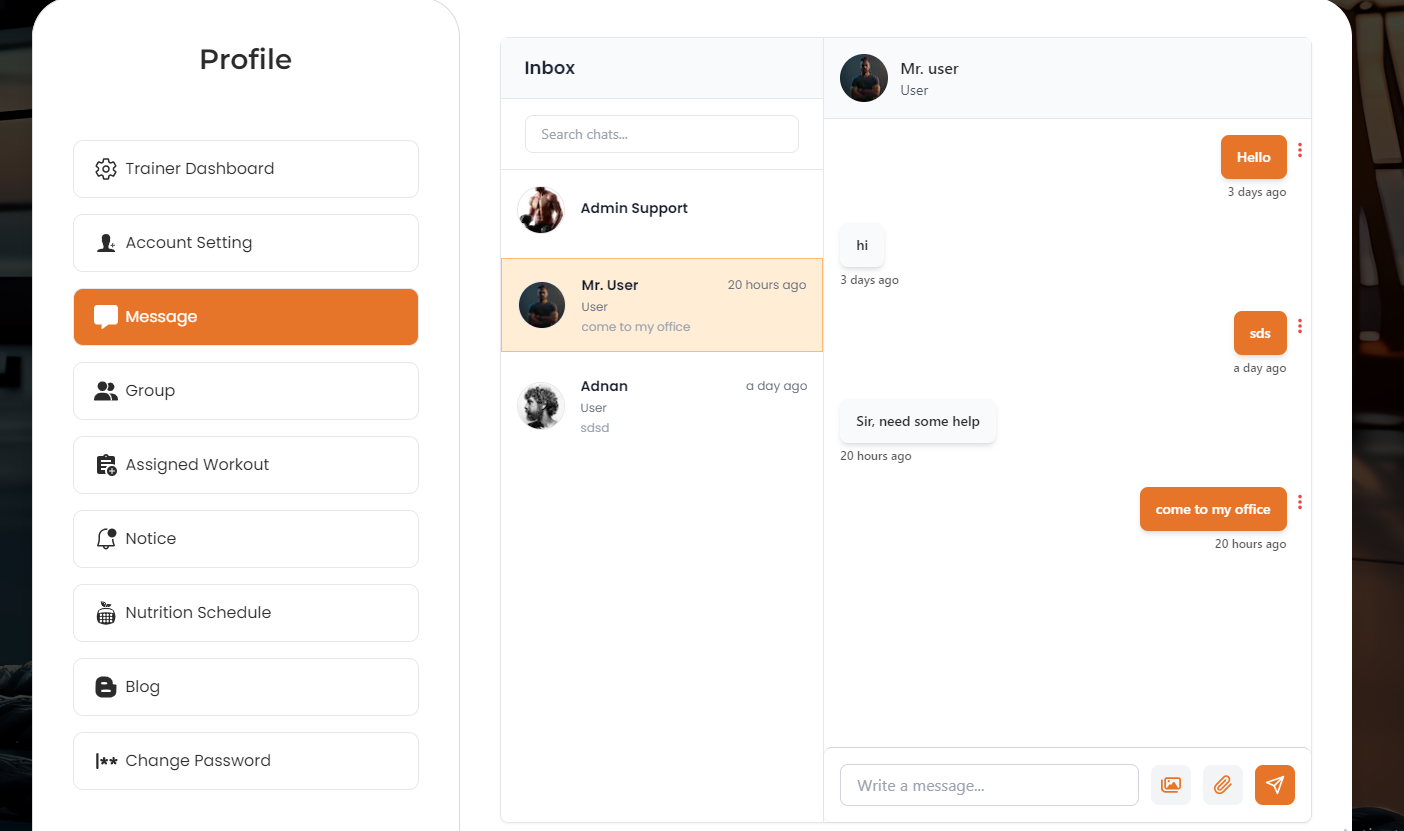 Profile
Trainer Dashboard
Account Setting
Message
Group
Assigned Workout
Notice
Nutrition Schedule
Blog
Change Password
Inbox
Search chats...
Admin Support
Mr. User
20 hours ago
User
come to my office
Adnan
a day ago
User
sdsd
Mr. user
User
Hello
3 days ago
hi
3 days ago
sds
a day ago
Sir, need some help
20 hours ago
come to my office
20 hours ago
Write a message...